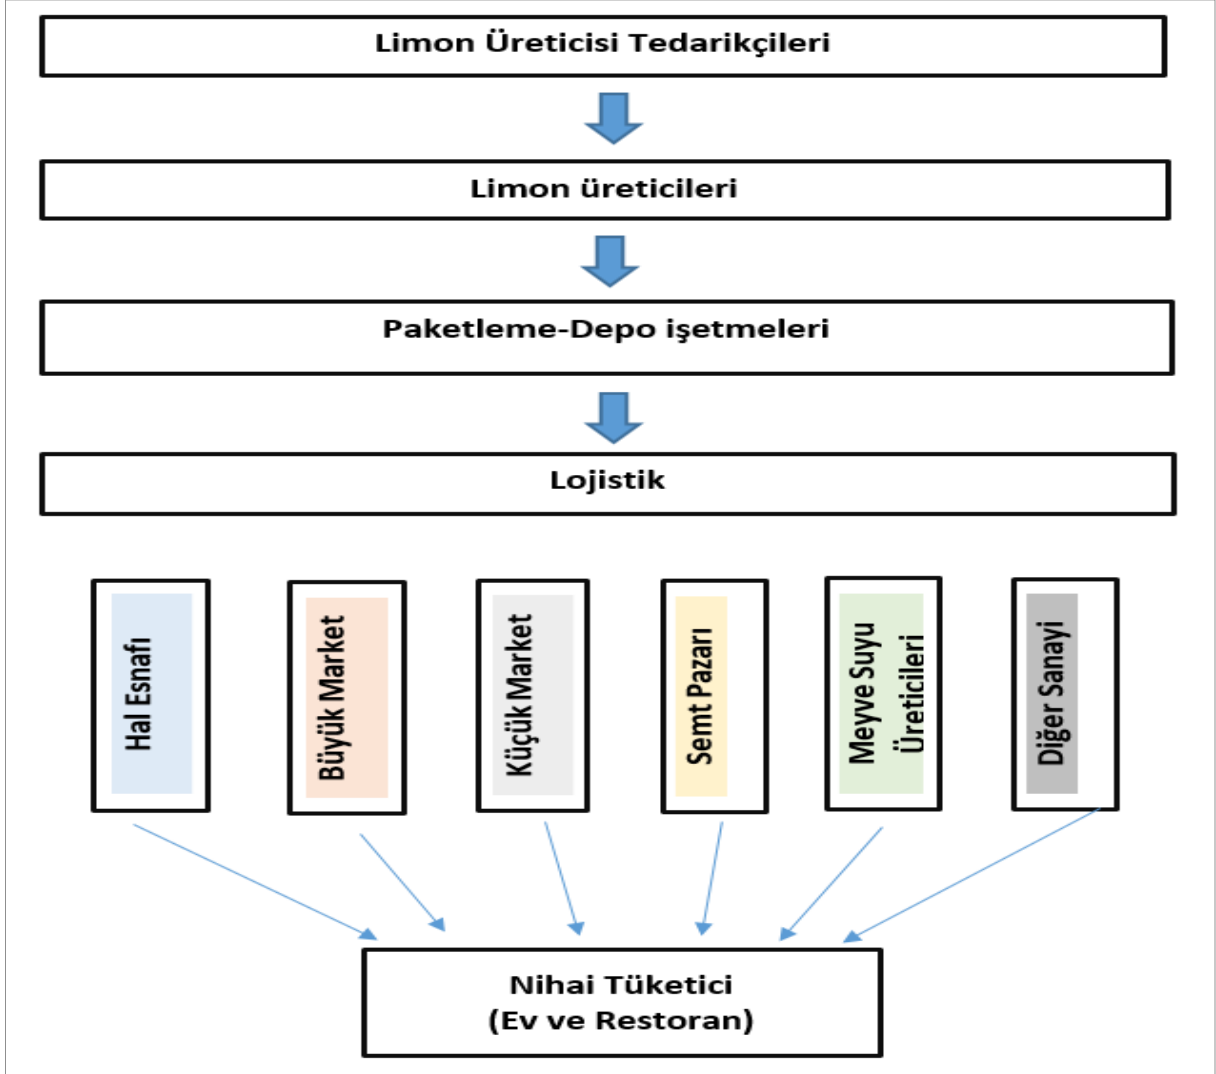 Limon Üreticisi Tedarikçileri
Limon üreticileri
Paketleme-Depo işetmeleri
Lojistik
Hal Esnafı
Büyük Market
Küçük Market
Semt Pazarı
Meyve Suyu
Üreticileri
Diğer Sanayi
Nihai Tüketici
(Ev ve Restoran)